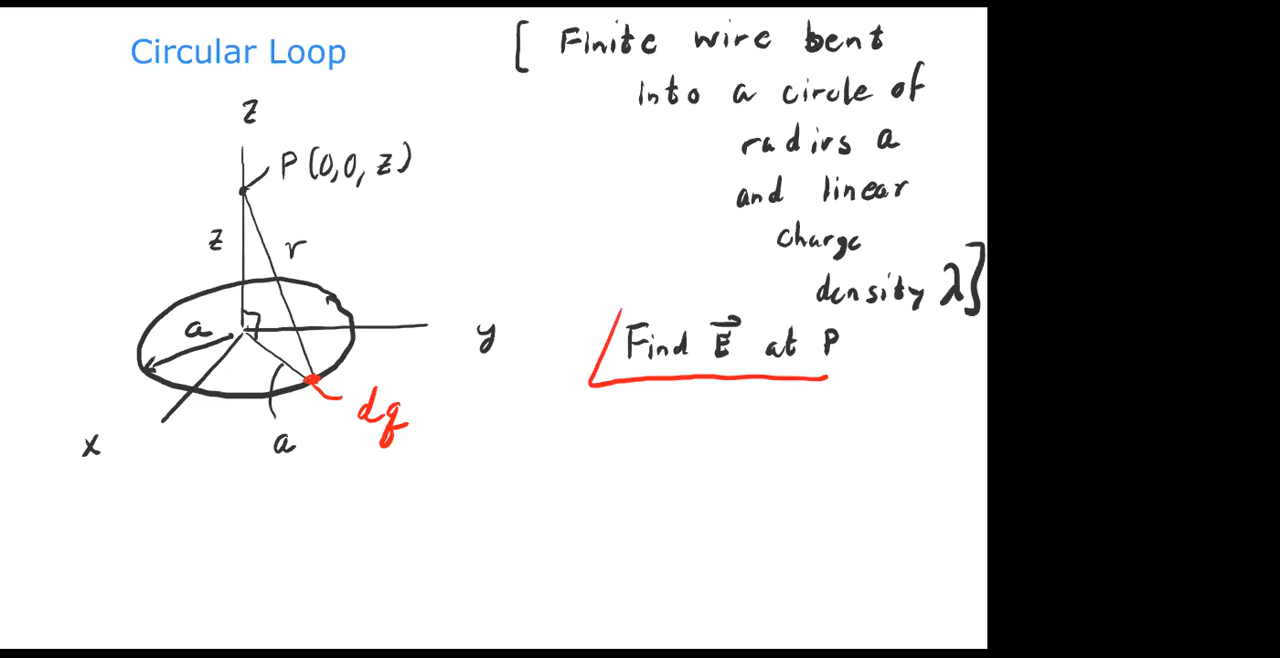 Circular Loop
[ Finite wire bent
into a circle of
radius a
and linear
charge
density λ]
Find E⃗ at P
z
P (0,0, z)
z
r
a
y
dq
x
a